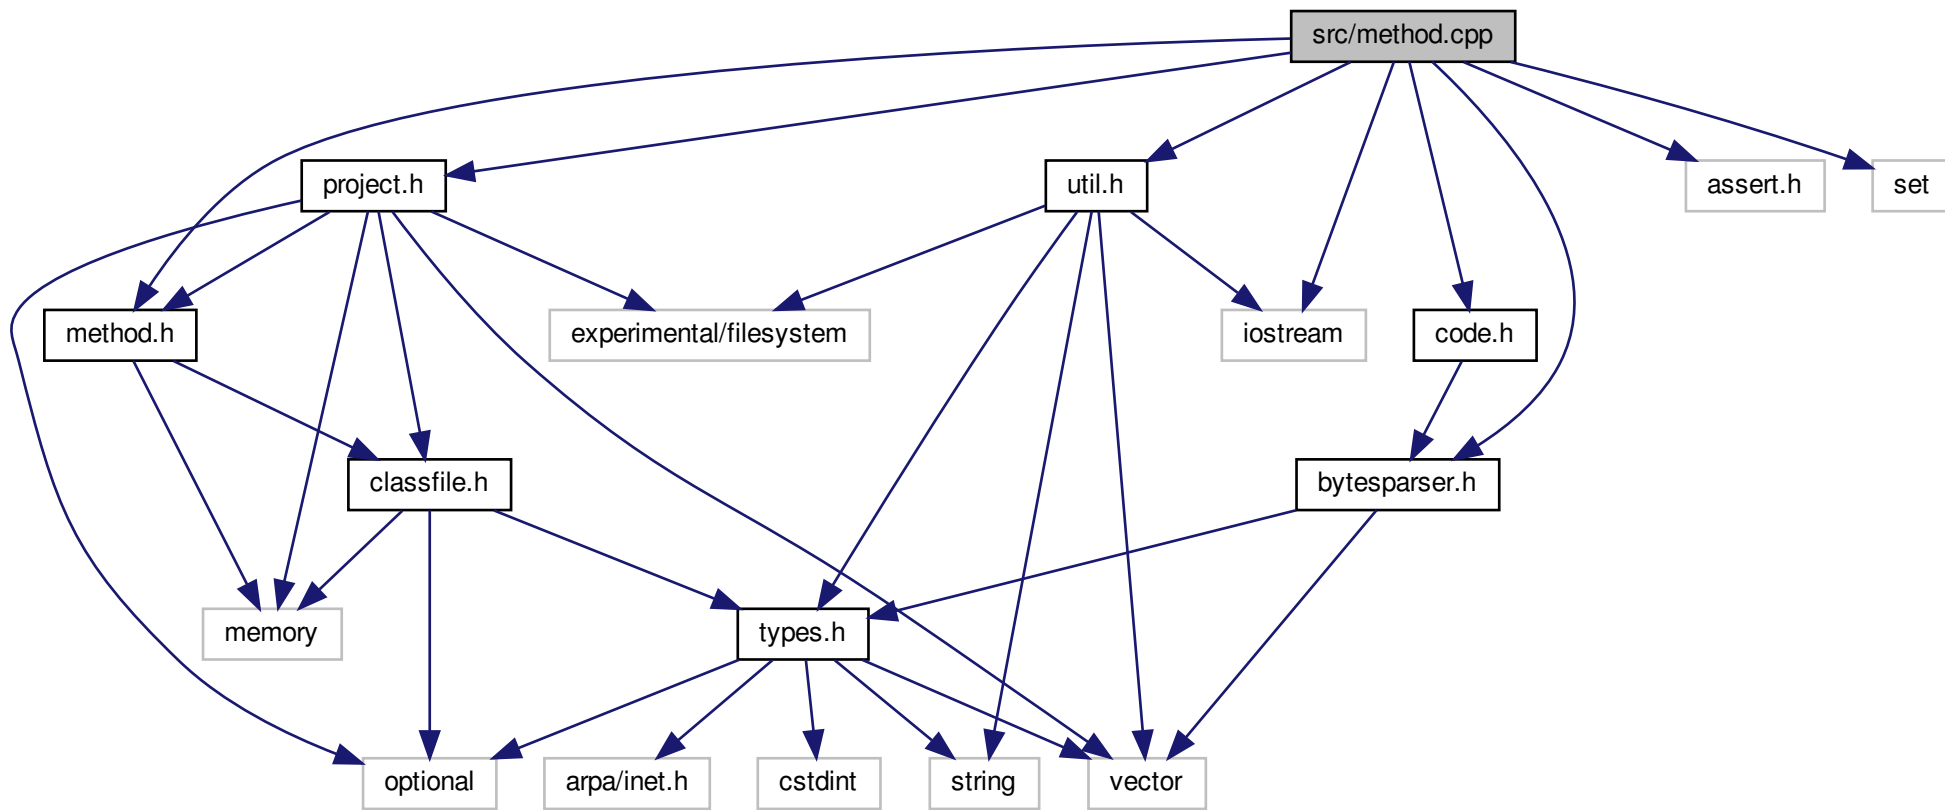 src/method.cpp
project.h
util.h
assert.h
set
method.h
experimental/filesystem
iostream
code.h
classfile.h
bytesparser.h
memory
types.h
optional
arpa/inet.h
cstdint
string
vector